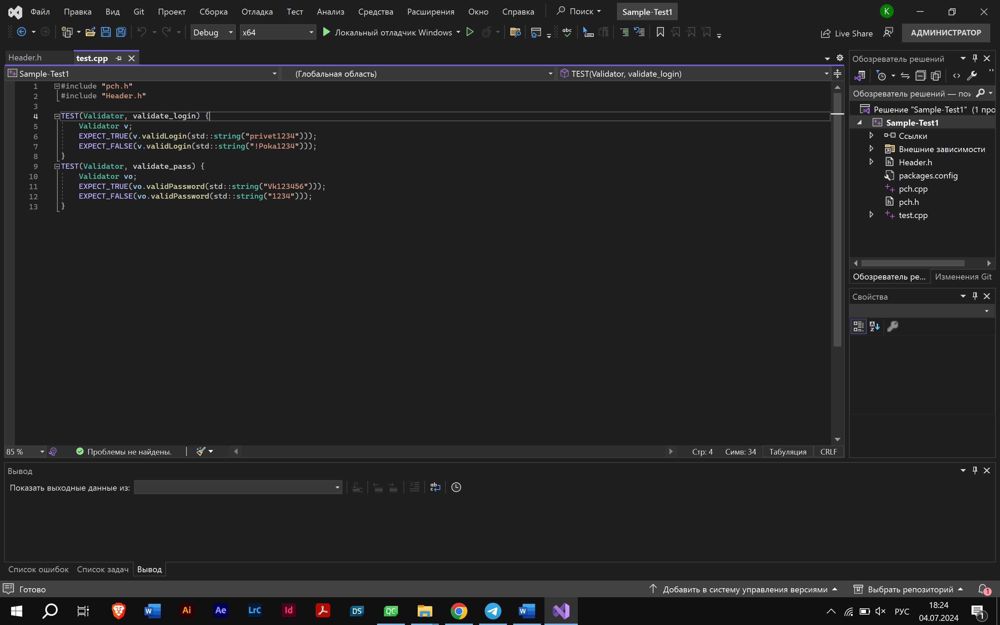 Файл Правка Вид Git Проект Сборка Отладка Тест Анализ Средства Расширения Окно Справка Поиск Sample-Test1 K
Debug x64 Локальный отладчик Windows Live Share АДМИНИСТРАТОР
Header.h test.cpp
Sample-Test1 (Глобальная область) TEST(Validator, validate_login)
1 #include "pch.h"
2 #include "Header.h"
3
4 TEST(Validator, validate_login) {
5 Validator v;
6 EXPECT_TRUE(v.validLogin(std::string("privet1234")));
7 EXPECT_FALSE(v.validLogin(std::string("!Poka1234")));
8 }
9 TEST(Validator, validate_pass) {
10 Validator vo;
11 EXPECT_TRUE(vo.validPassword(std::string("Vk123456")));
12 EXPECT_FALSE(vo.validPassword(std::string("1234")));
13 }
85 % Проблемы не найдены. Стр: 4 Симв: 34 Табуляция CRLF
Обозреватель решений
Обозреватель решений — пои
Решение "Sample-Test1" (1 про
Sample-Test1
Ссылки
Внешние зависимости
Header.h
packages.config
pch.cpp
pch.h
test.cpp
Обозреватель ре... Изменения Git
Свойства
Вывод
Показать выходные данные из:
Список ошибок Список задач Вывод
Готово Добавить в систему управления версиями Выбрать репозиторий 1
W Ai Ae LrC Id DS QC W РУС 18:24
04.07.2024 1